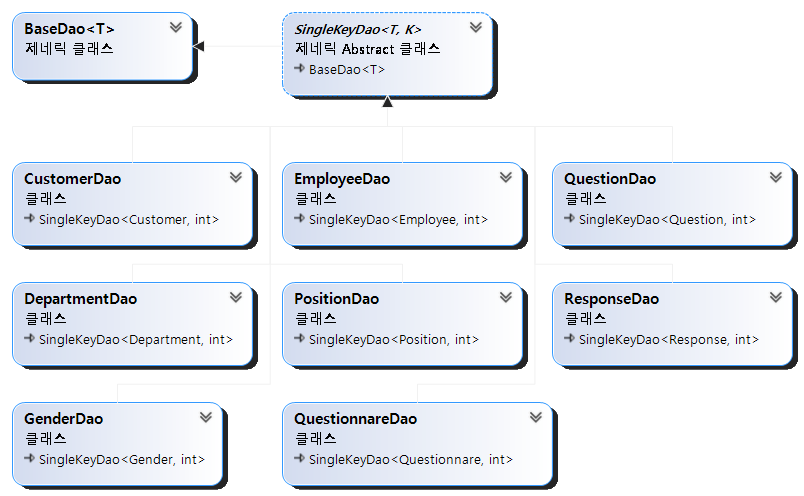 BaseDao<T>
제네릭 클래스
SingleKeyDao<T, K>
제네릭 Abstract 클래스
BaseDao<T>
CustomerDao
클래스
SingleKeyDao<Customer, int>
EmployeeDao
클래스
SingleKeyDao<Employee, int>
QuestionDao
클래스
SingleKeyDao<Question, int>
DepartmentDao
클래스
SingleKeyDao<Department, int>
PositionDao
클래스
SingleKeyDao<Position, int>
ResponseDao
클래스
SingleKeyDao<Response, int>
GenderDao
클래스
SingleKeyDao<Gender, int>
QuestionnareDao
클래스
SingleKeyDao<Questionnare, int>